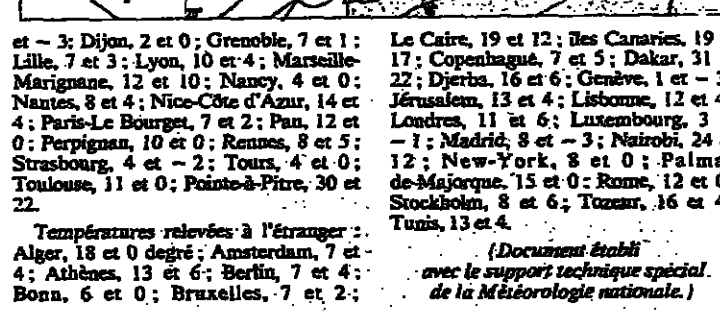 et – 3; Dijon, 2 et 0; Grenoble, 7 et 1;
Lille, 7 et 3; Lyon, 10 et 4; Marseille-
Marignane, 12 et 10; Nancy, 4 et 0;
Nantes, 8 et 4; Nice-Côte d'Azur, 14 et
4; Paris-Le Bourget, 7 et 2; Pau, 12 et
0; Perpignan, 10 et 0; Rennes, 8 et 5;
Strasbourg, 4 et – 2; Tours, 4 et 0;
Toulouse, 11 et 0; Pointe-à-Pitre, 30 et
22.
Températures relevées à l'étranger :
Alger, 18 et 0 degré; Amsterdam, 7 et
4; Athènes, 13 et 6; Berlin, 7 et 4;
Bonn, 6 et 0; Bruxelles, 7 et 2;
Le Caire, 19 et 12; îles Canaries, 19
17; Copenhague, 7 et 5; Dakar, 31
22; Djerba, 16 et 6; Genève, 1 et –
Jérusalem, 13 et 4; Lisbonne, 12 et 4
Londres, 11 et 6; Luxembourg, 3
– 1; Madrid, 8 et – 3; Nairobi, 24
12; New-York, 8 et 0; Palma
de-Majorque, 15 et 0; Rome, 12 et 0
Stockholm, 8 et 6; Tozeur, 16 et 4
Tunis, 13 et 4.
(Document établi
avec le support technique spécial
de la Météorologie nationale.)